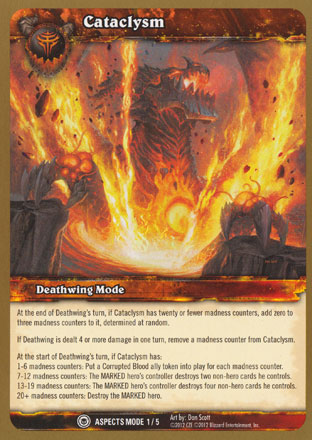 Cataclysm
Deathwing Mode
At the end of Deathwing's turn, if Cataclysm has twenty or fewer madness counters, add zero to
three madness counters to it, determined at random.
If Deathwing is dealt 4 or more damage in one turn, remove a madness counter from Cataclysm.
At the start of Deathwing's turn, if Cataclysm has:
1-6 madness counters: Put a Corrupted Blood ally token into play for each madness counter.
7-12 madness counters: The MARKED hero's controller destroys two non-hero cards he controls.
13-19 madness counters: The MARKED hero's controller destroys four non-hero cards he controls.
20+ madness counters: Destroy the MARKED hero.
ASPECTS MODE 1/5
Art by: Dan Scott
©2012 CZE ©2012 Blizzard Entertainment, Inc.